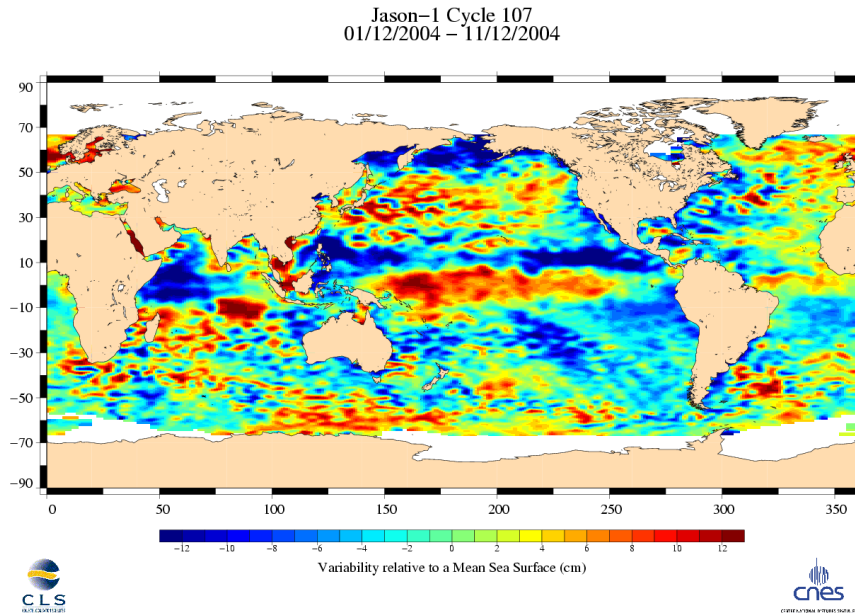 Jason-1 Cycle 107
01/12/2004 - 11/12/2004
90
70
50
30
10
-10
-30
-50
-70
-90
0 50 100 150 200 250 300 350
-12 -10 -8 -6 -4 -2 0 2 4 6 8 10 12
Variability relative to a Mean Sea Surface (cm)
CLS
cnes